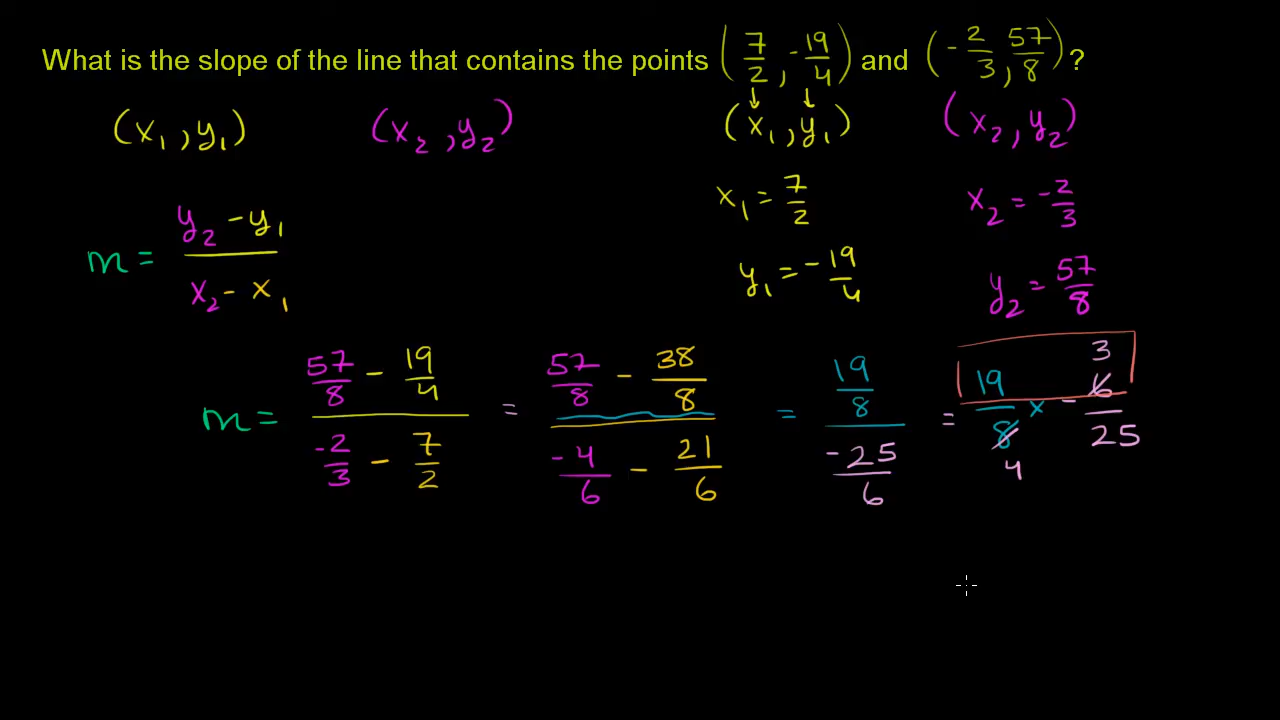 What is the slope of the line that contains the points (7/2, -19/4) and (-2/3, 57/8)?
(x₁, y₁) (x₂, y₂) (x₁, y₁) (x₂, y₂)
x₁ = 7/2 x₂ = -2/3
m = (y₂ - y₁)/(x₂ - x₁)
y₁ = -19/4 y₂ = 57/8
m = (57/8 - 19/4)/(-2/3 - 7/2) = (57/8 - 38/8)/(-4/6 - 21/6) = (19/8)/(-25/6) = 19/8 x -6/25
3
4